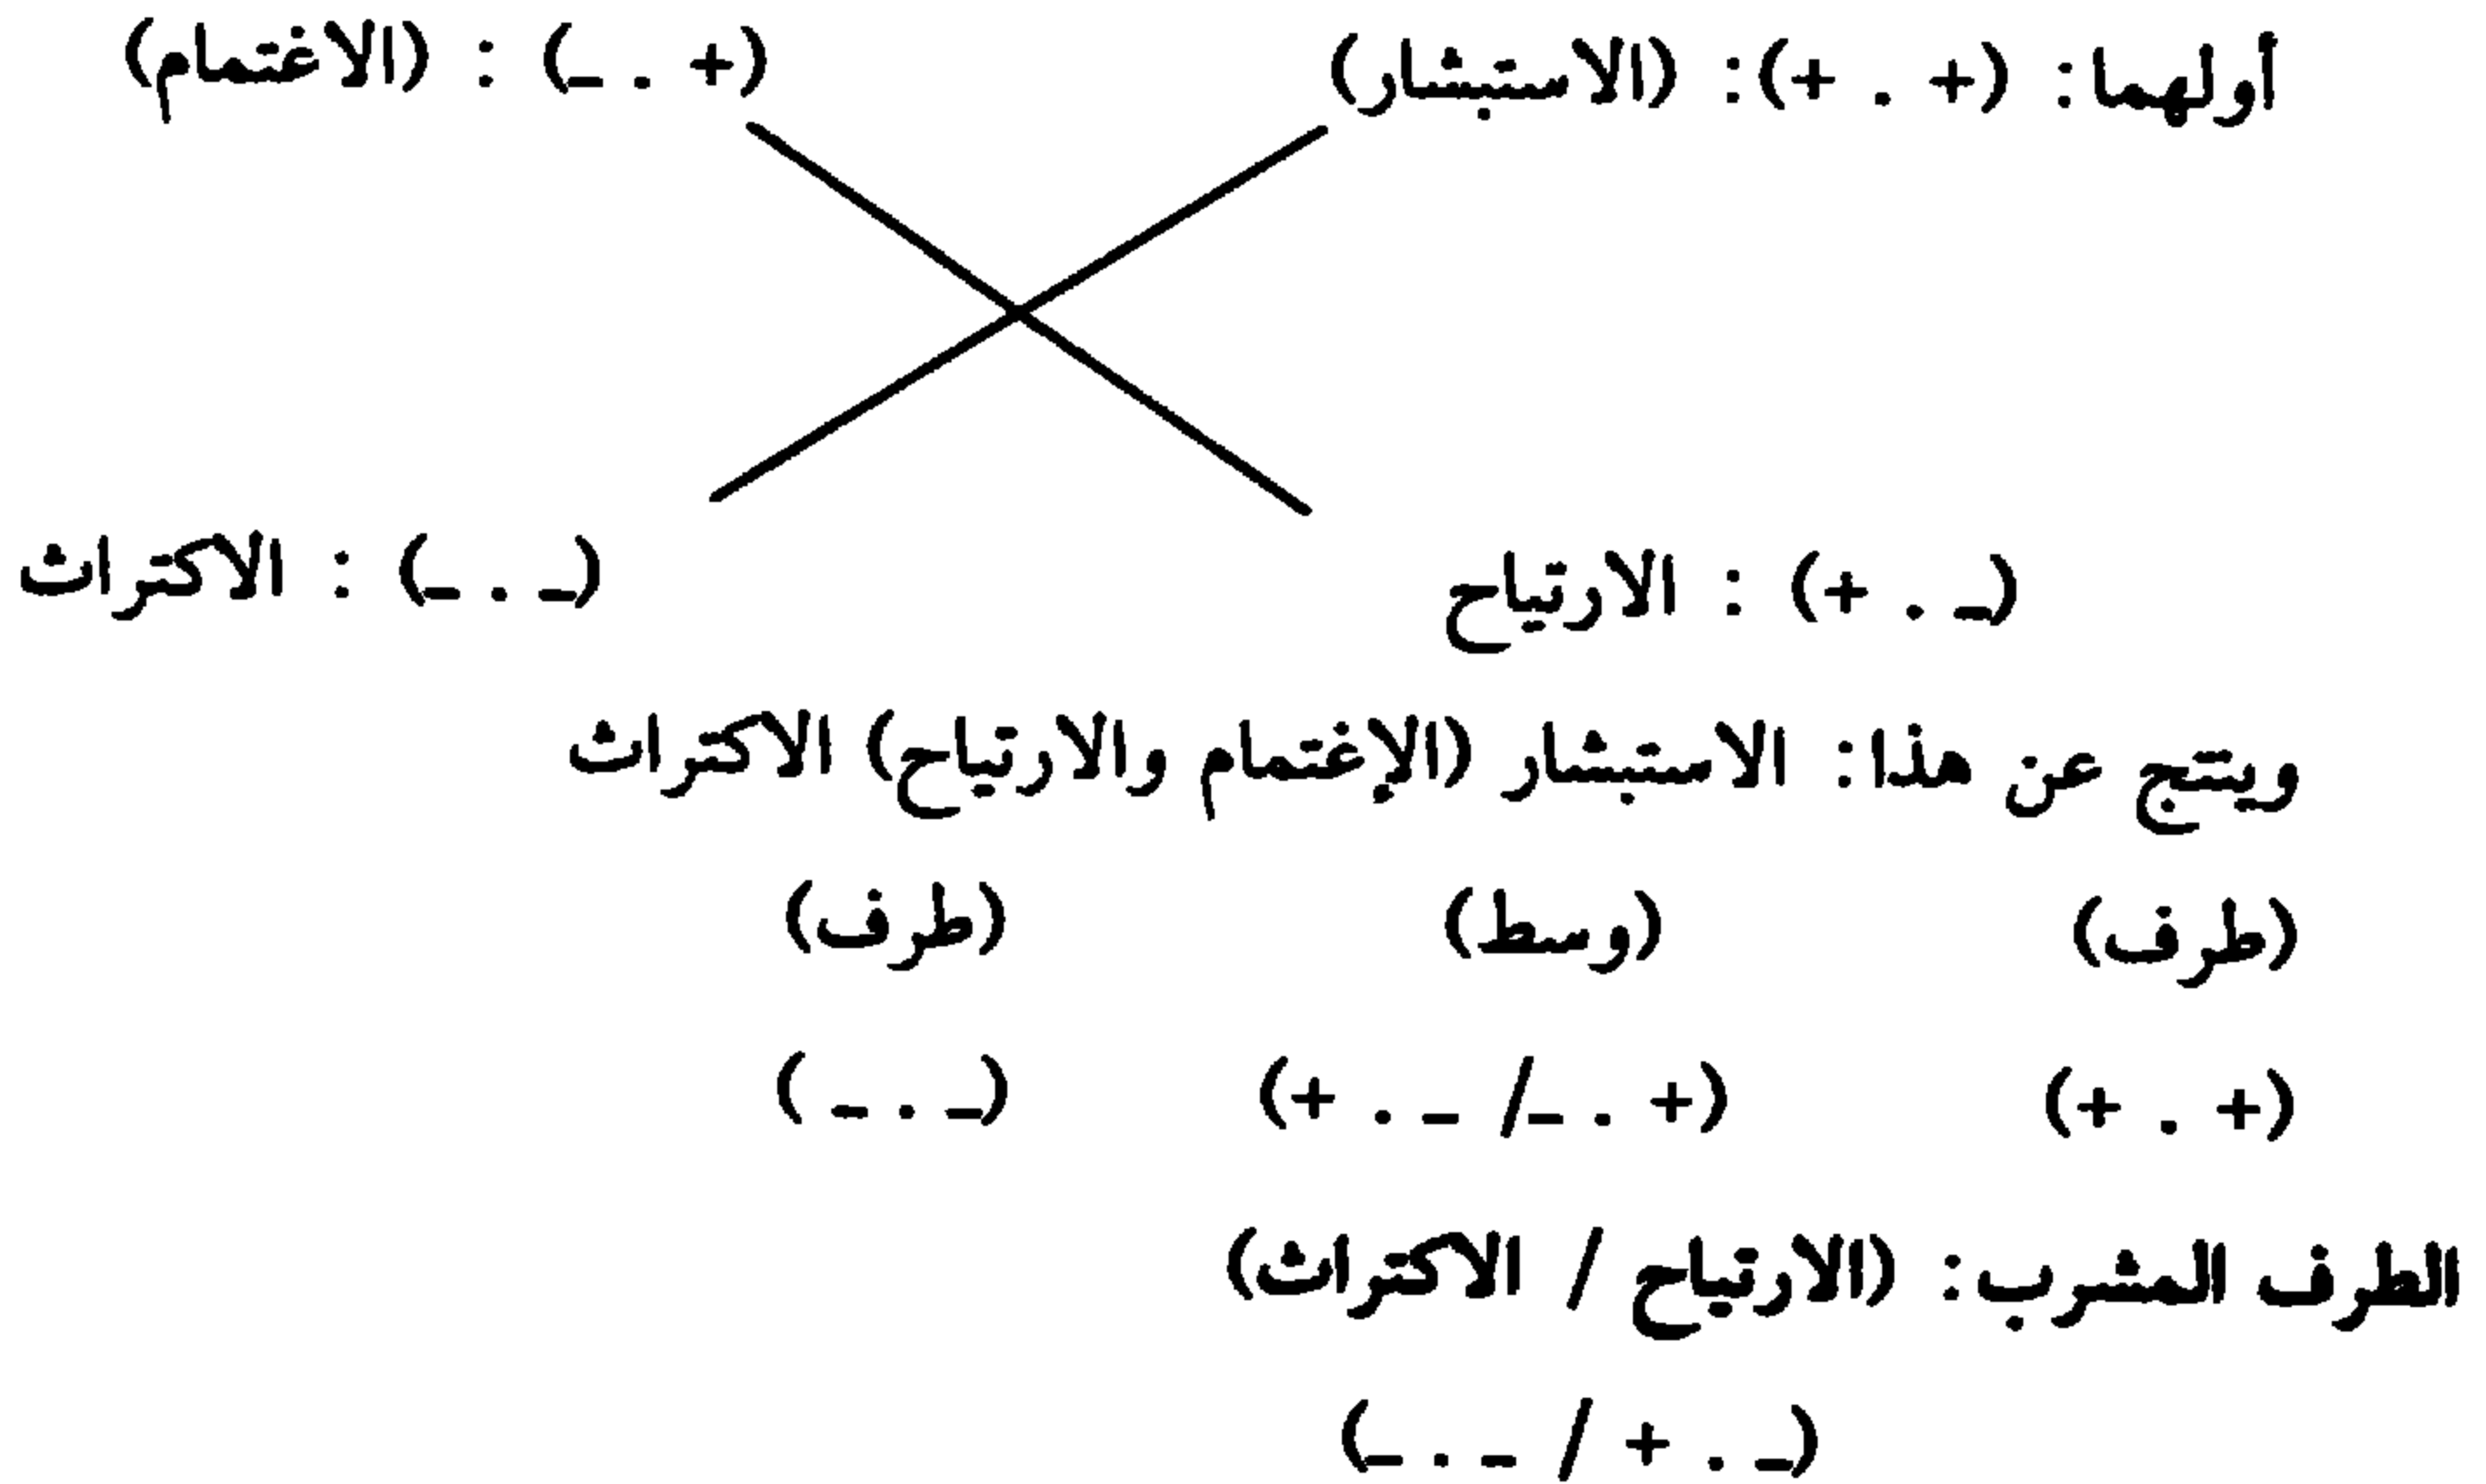 أولهما: (+ . +): (الاستبشار) (+ . –) : (الاغتمام)
(– . +) : الارتياح (– . –) : الاكتراث
وينتج عن هذا: الاستبشار (الإغتمام والارتياح) الاكتراث
(طرف) (وسط) (طرف)
(+ . +) (+ . –/ – . +) (– . –)
الطرف المشرب: (الارتياح / الاكتراث)
(– . + / – . –)